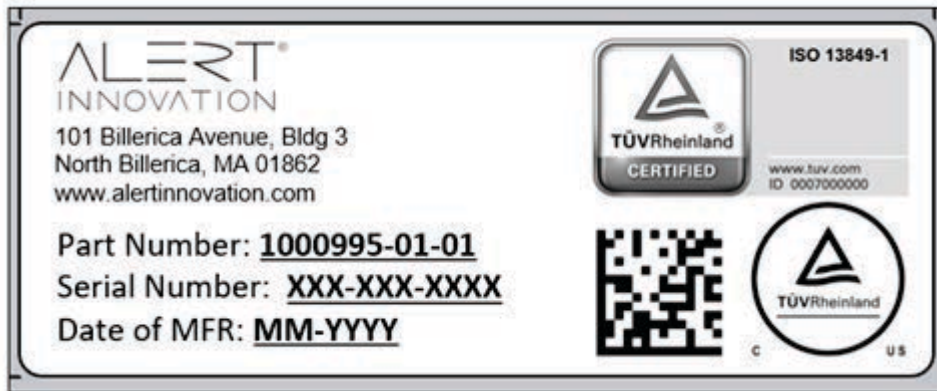 ALERT®
INNOVATION
101 Billerica Avenue, Bldg 3
North Billerica, MA 01862
www.alertinnovation.com
Part Number: 1000995-01-01
Serial Number: XXX-XXX-XXXX
Date of MFR: MM-YYYY
TÜVRheinland®
CERTIFIED
ISO 13849-1
www.tuv.com
ID 0007000000
TÜVRheinland
C US